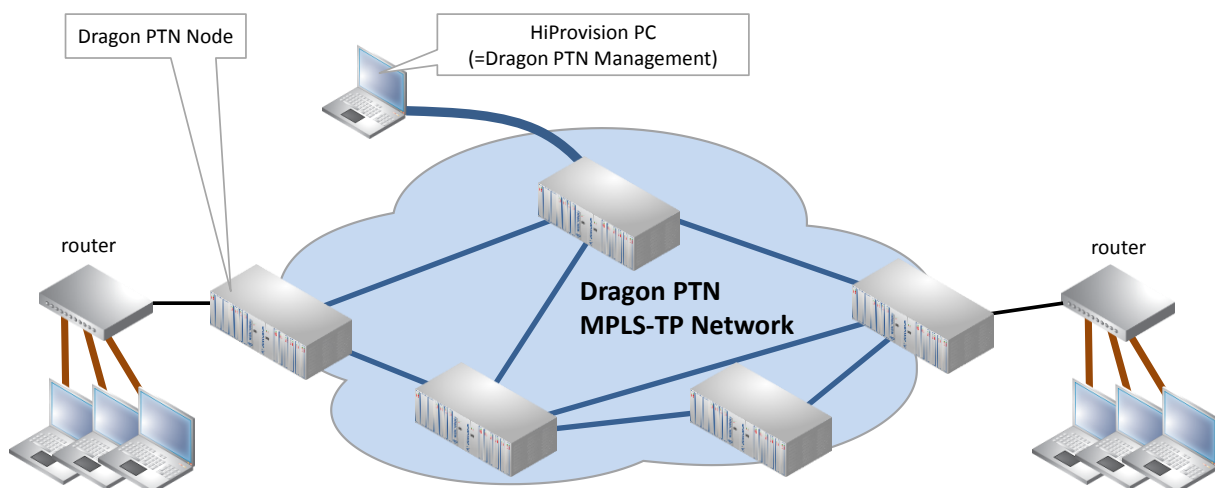 Dragon PTN Node
HiProvision PC
(=Dragon PTN Management)
router
router
Dragon PTN
MPLS-TP Network